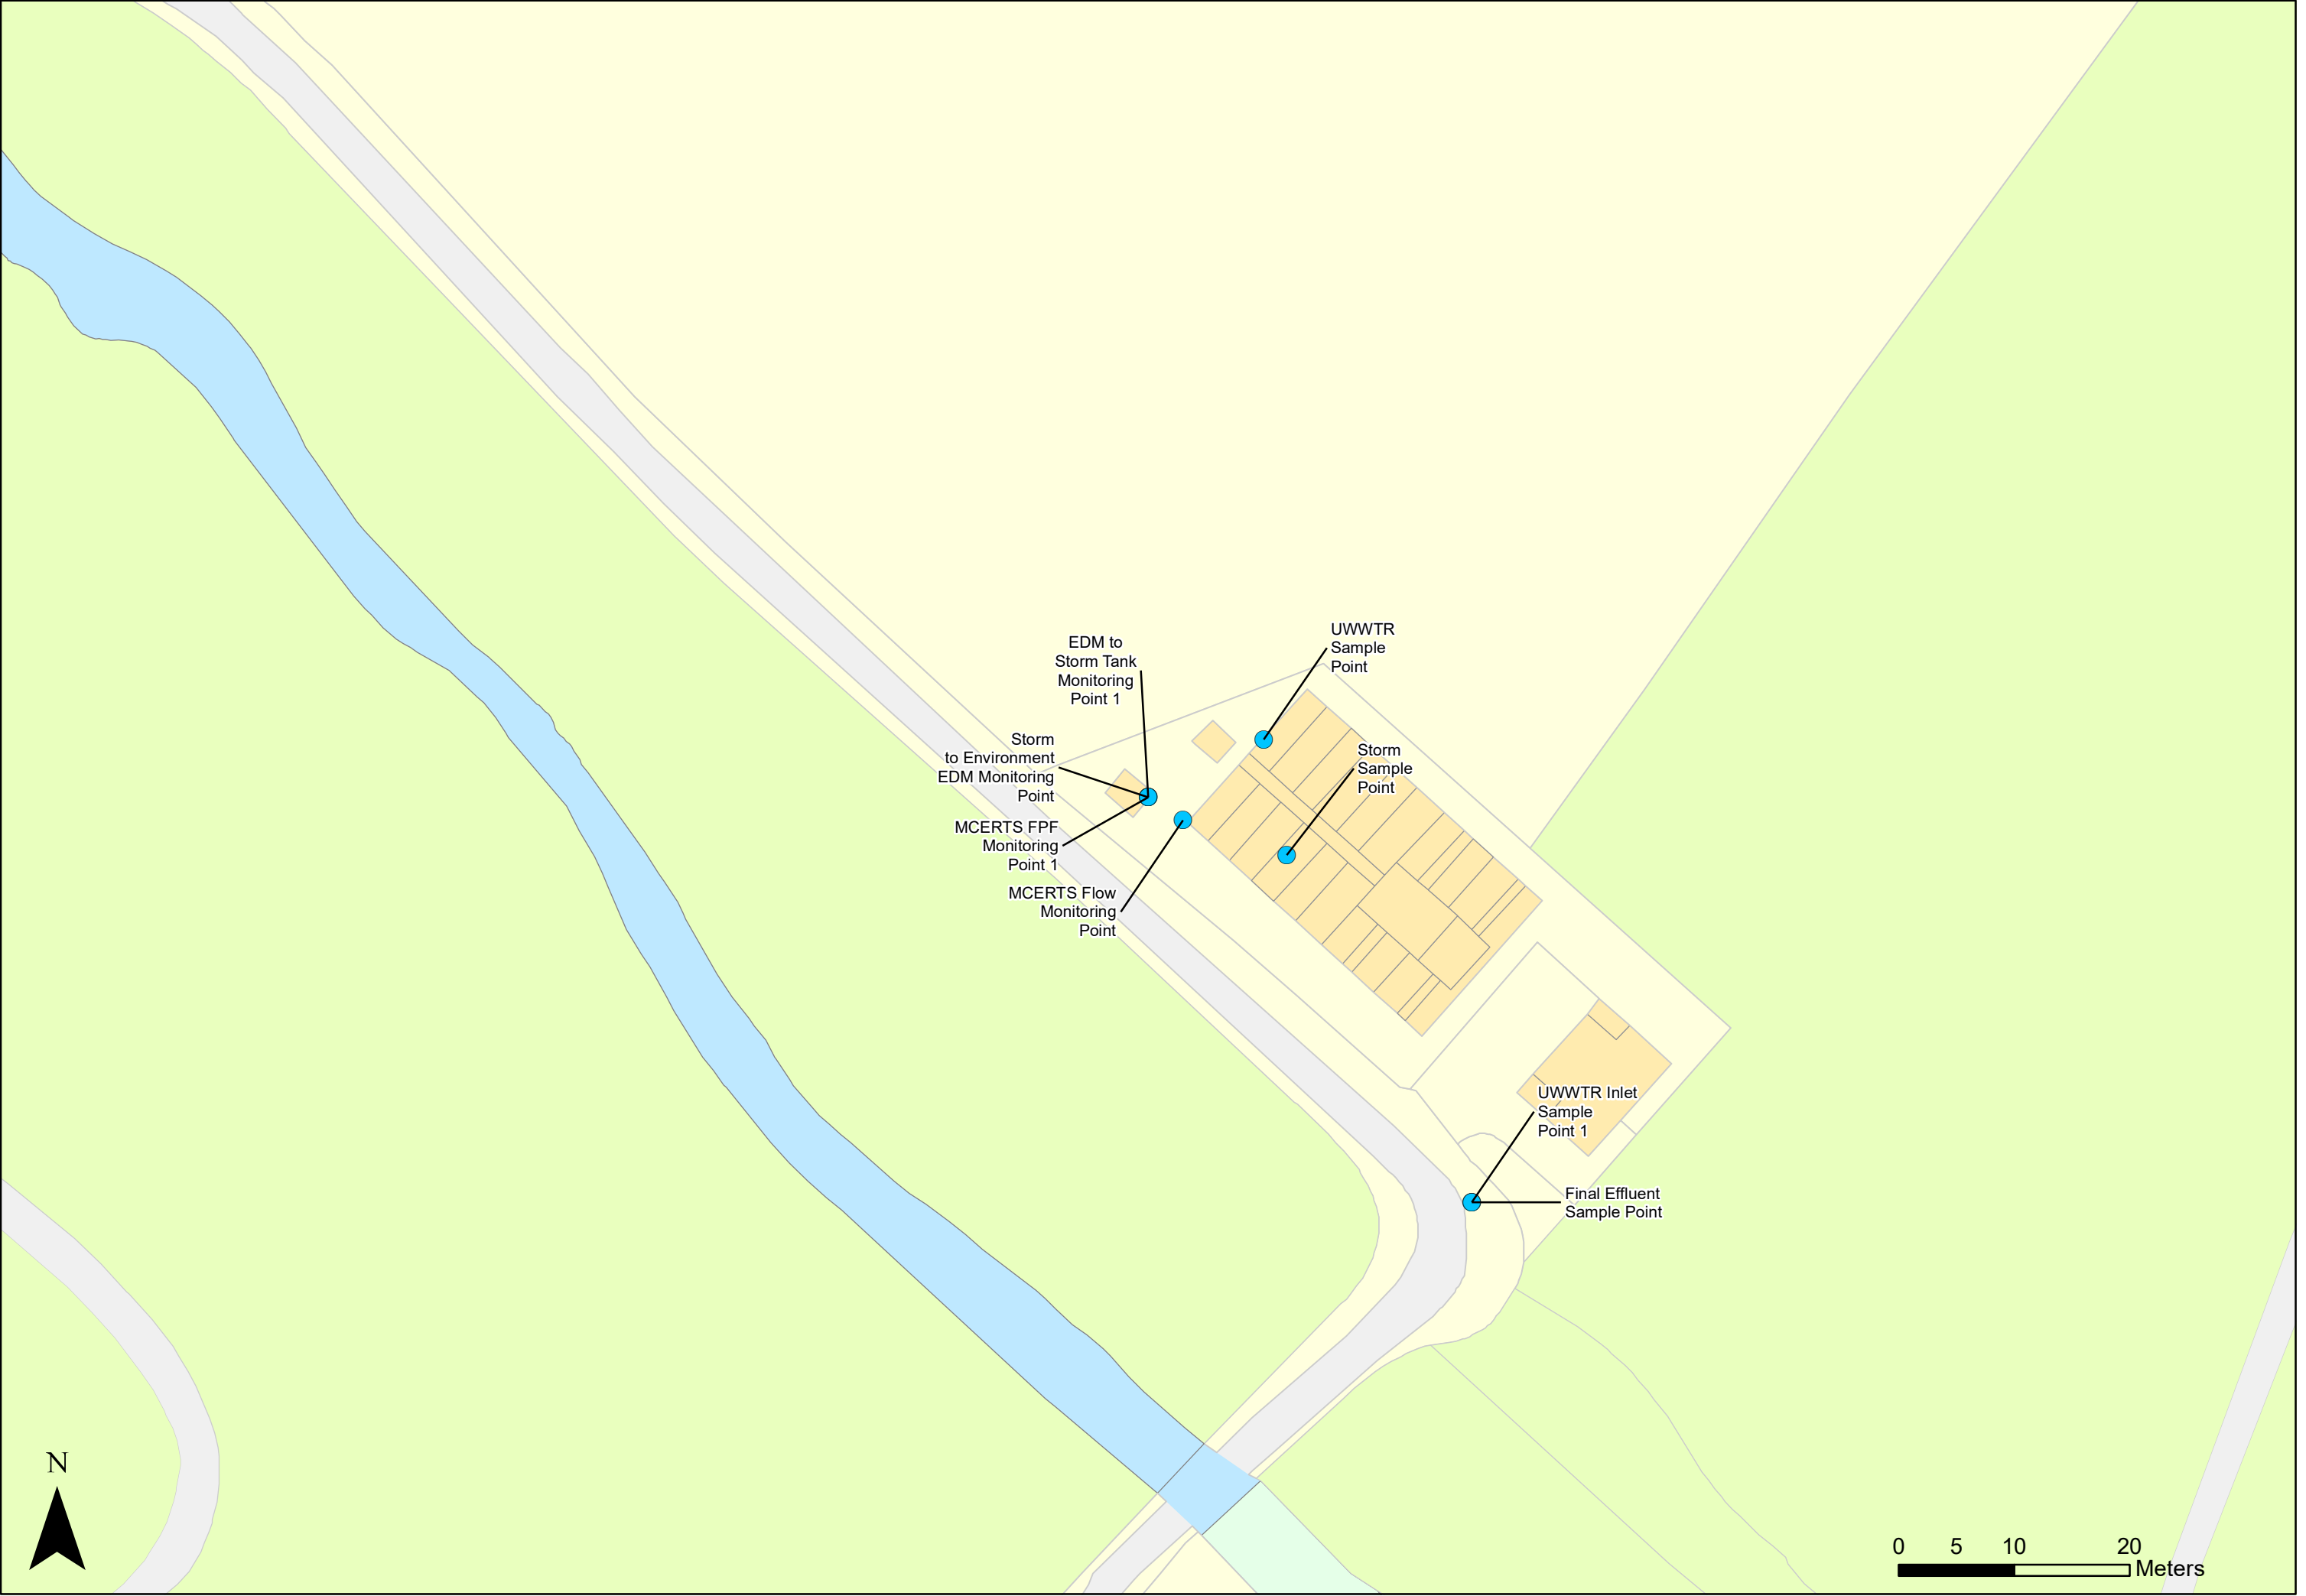 UWWTR
Sample
Point
EDM to
Storm Tank
Monitoring
Point 1
Storm
to Environment
EDM Monitoring
Point
Storm
Sample
Point
MCERTS FPF
Monitoring
Point 1
MCERTS Flow
Monitoring
Point
UWWTR Inlet
Sample
Point 1
Final Effluent
Sample Point
N
0 5 10 20
Meters